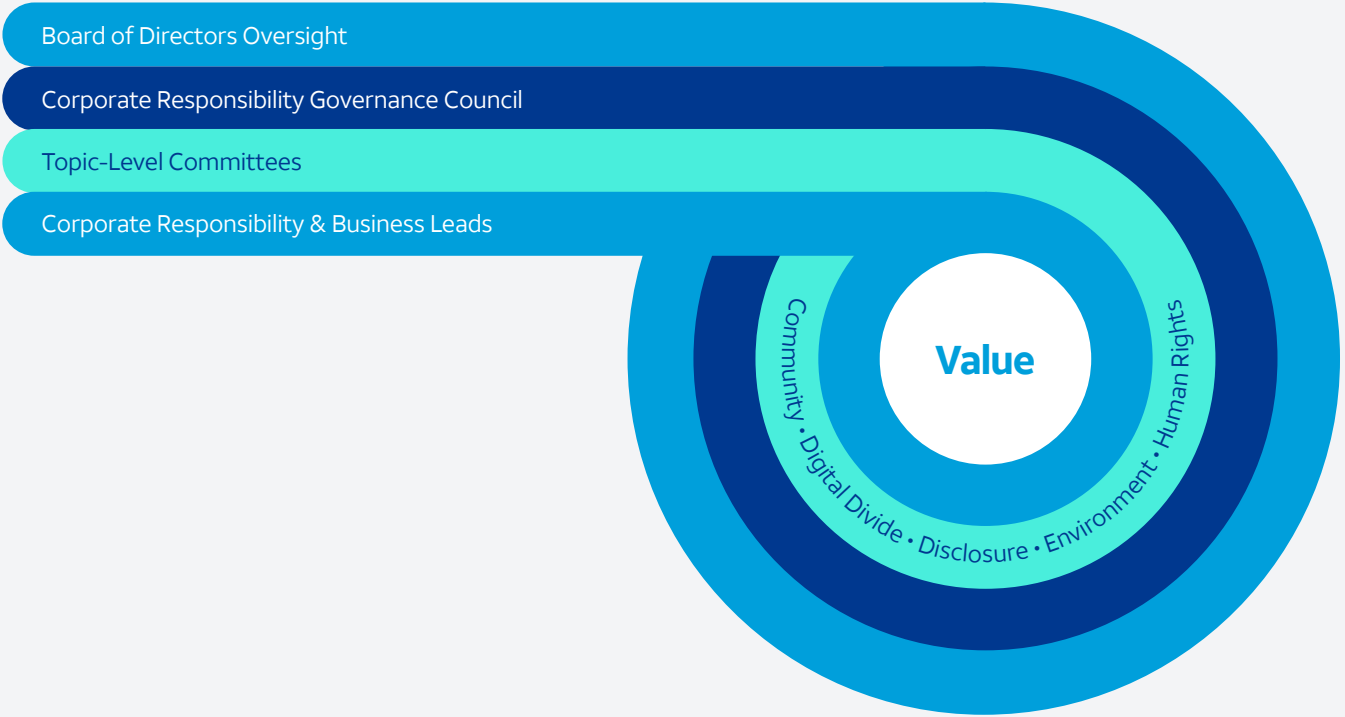 Board of Directors Oversight
Corporate Responsibility Governance Council
Topic-Level Committees
Corporate Responsibility & Business Leads
Value
Community • Digital Divide • Disclosure • Environment • Human Rights